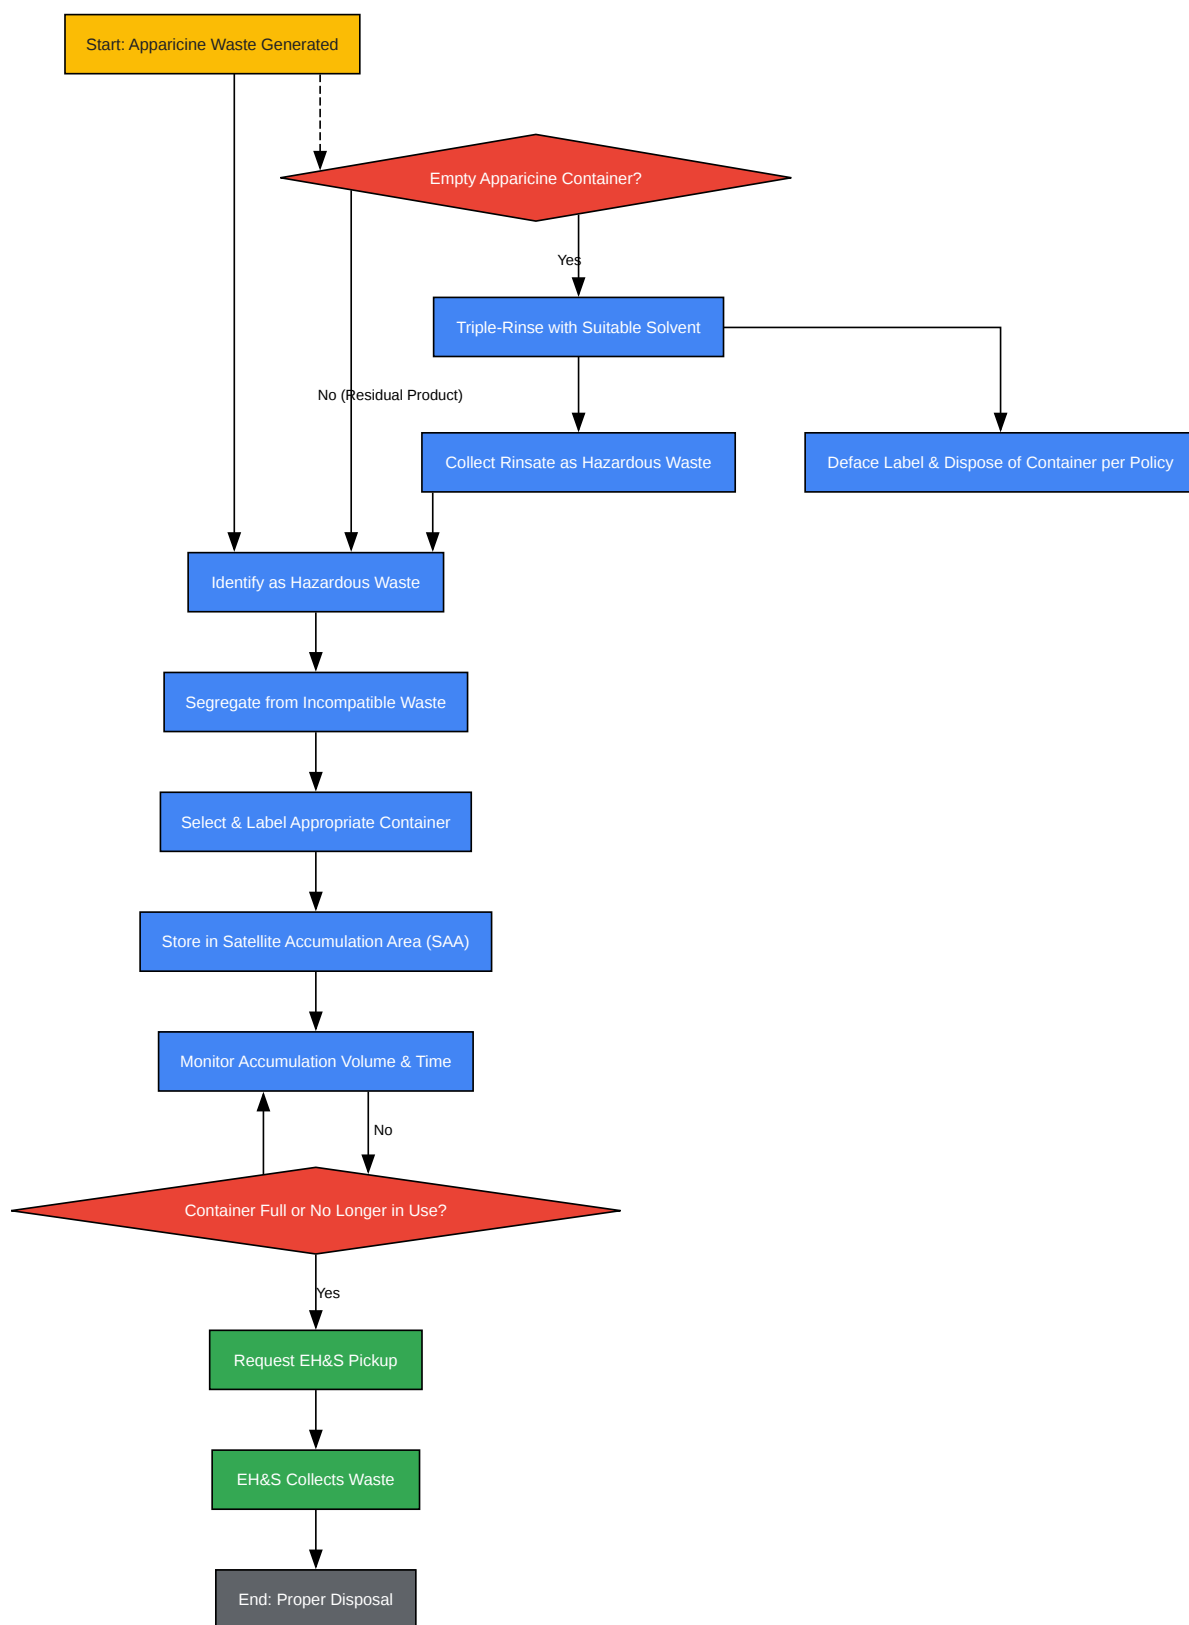 Start: Apparicine Waste Generated
Empty Apparicine Container?
Yes
Triple-Rinse with Suitable Solvent
No (Residual Product)
Collect Rinsate as Hazardous Waste
Deface Label & Dispose of Container per Policy
Identify as Hazardous Waste
Segregate from Incompatible Waste
Select & Label Appropriate Container
Store in Satellite Accumulation Area (SAA)
Monitor Accumulation Volume & Time
No
Container Full or No Longer in Use?
Yes
Request EH&S Pickup
EH&S Collects Waste
End: Proper Disposal